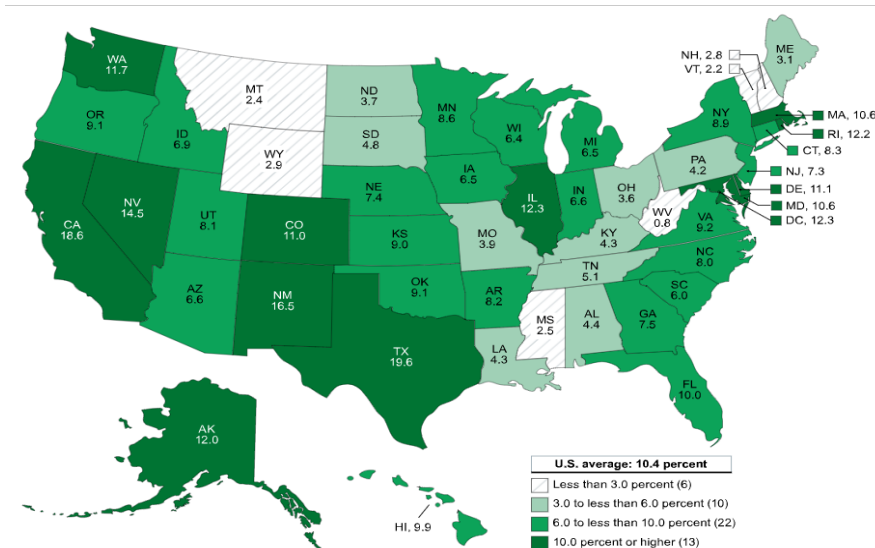 WA
11.7
OR
9.1
CA
18.6
NV
14.5
ID
6.9
MT
2.4
WY
2.9
UT
8.1
AZ
6.6
CO
11.0
NM
16.5
ND
3.7
SD
4.8
NE
7.4
KS
9.0
OK
9.1
TX
19.6
MN
8.6
IA
6.5
MO
3.9
AR
8.2
LA
4.3
WI
6.4
IL
12.3
MI
6.5
IN
6.6
OH
3.6
KY
4.3
TN
5.1
MS
2.5
AL
4.4
GA
7.5
FL
10.0
SC
6.0
NC
8.0
VA
9.2
WV
0.8
PA
4.2
NY
8.9
ME
3.1
NH, 2.8
VT, 2.2
MA, 10.6
RI, 12.2
CT, 8.3
NJ, 7.3
DE, 11.1
MD, 10.6
DC, 12.3
AK
12.0
HI, 9.9
U.S. average: 10.4 percent
Less than 3.0 percent (6)
3.0 to less than 6.0 percent (10)
6.0 to less than 10.0 percent (22)
10.0 percent or higher (13)